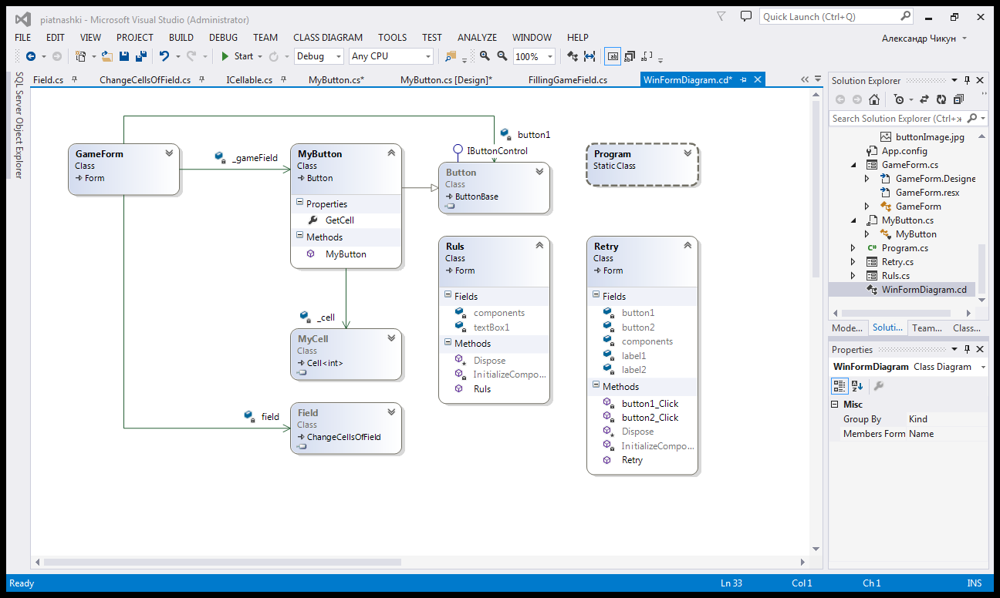 piatnashki - Microsoft Visual Studio (Administrator)
Quick Launch (Ctrl+Q)
FILE EDIT VIEW PROJECT BUILD DEBUG TEAM CLASS DIAGRAM TOOLS TEST ANALYZE WINDOW HELP
Александр Чикун
Start Debug Any CPU 100%
SQL Server Object Explorer
Field.cs ChangeCellsOfField.cs ICellable.cs MyButton.cs* MyButton.cs [Design]* FillingGameField.cs WinFormDiagram.cd*
GameForm
Class
Form
_gameField
MyButton
Class
Button
Properties
GetCell
Methods
MyButton
button1
IButtonControl
Button
Class
ButtonBase
Program
Static Class
_cell
MyCell
Class
Cell<int>
field
Field
Class
ChangeCellsOfField
Ruls
Class
Form
Fields
components
textBox1
Methods
Dispose
InitializeCompo...
Ruls
Retry
Class
Form
Fields
button1
button2
components
label1
label2
Methods
button1_Click
button2_Click
Dispose
InitializeCompo...
Retry
Solution Explorer
Search Solution Explorer (Ctrl+
buttonImage.jpg
App.config
GameForm.cs
GameForm.Designe
GameForm.resx
GameForm
MyButton.cs
MyButton
C# Program.cs
Retry.cs
Ruls.cs
WinFormDiagram.cd
Mode... Soluti... Team... Class...
Properties
WinFormDiagram Class Diagram
Misc
Group By Kind
Members Form Name
Ready Ln 33 Col 1 Ch 1 INS